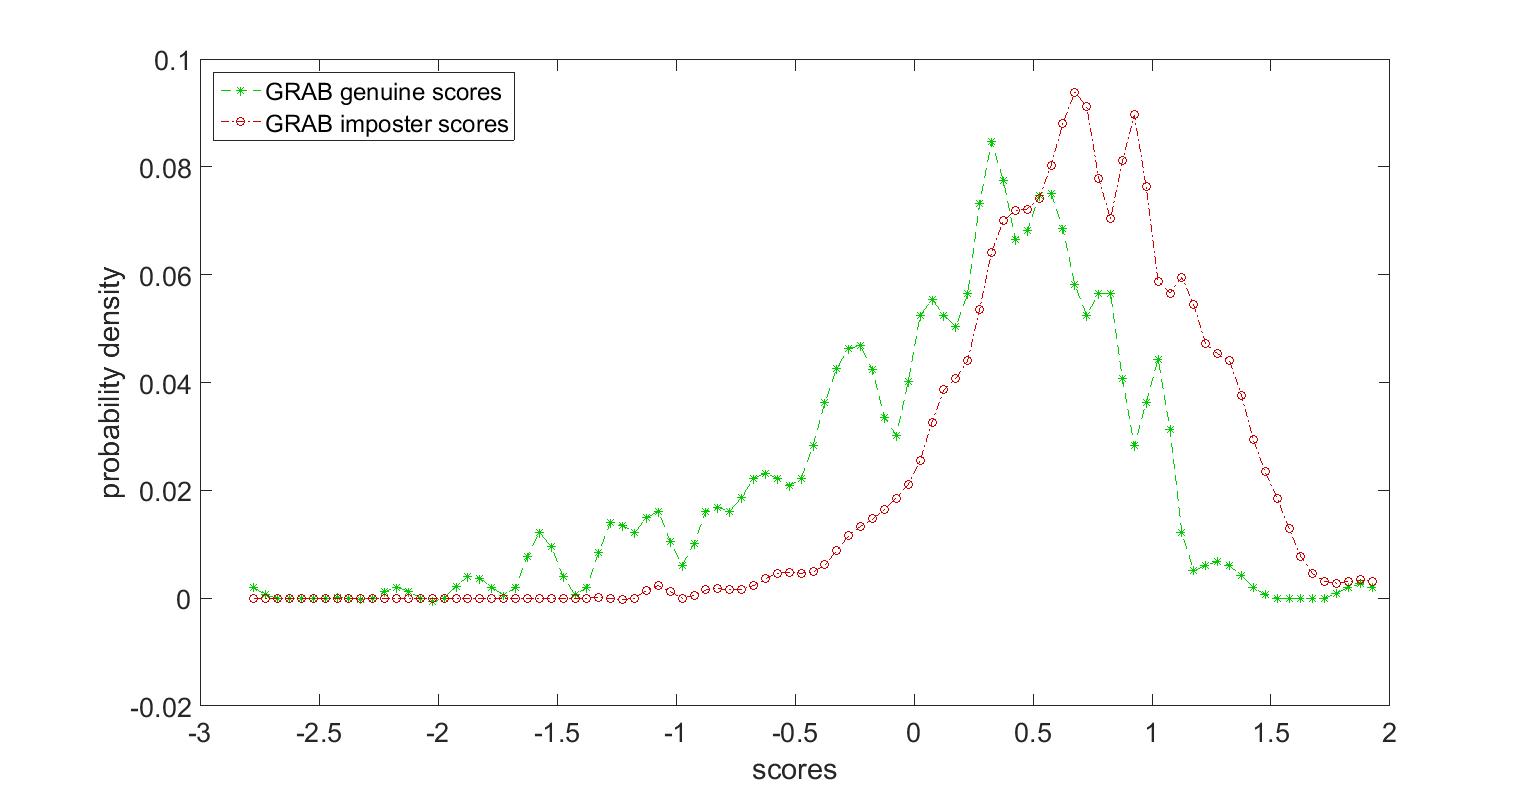 0.1
GRAB genuine scores
GRAB imposter scores
0.08
0.06
0.04
0.02
0
-0.02
probability density
-3 -2.5 -2 -1.5 -1 -0.5 0 0.5 1 1.5 2
scores